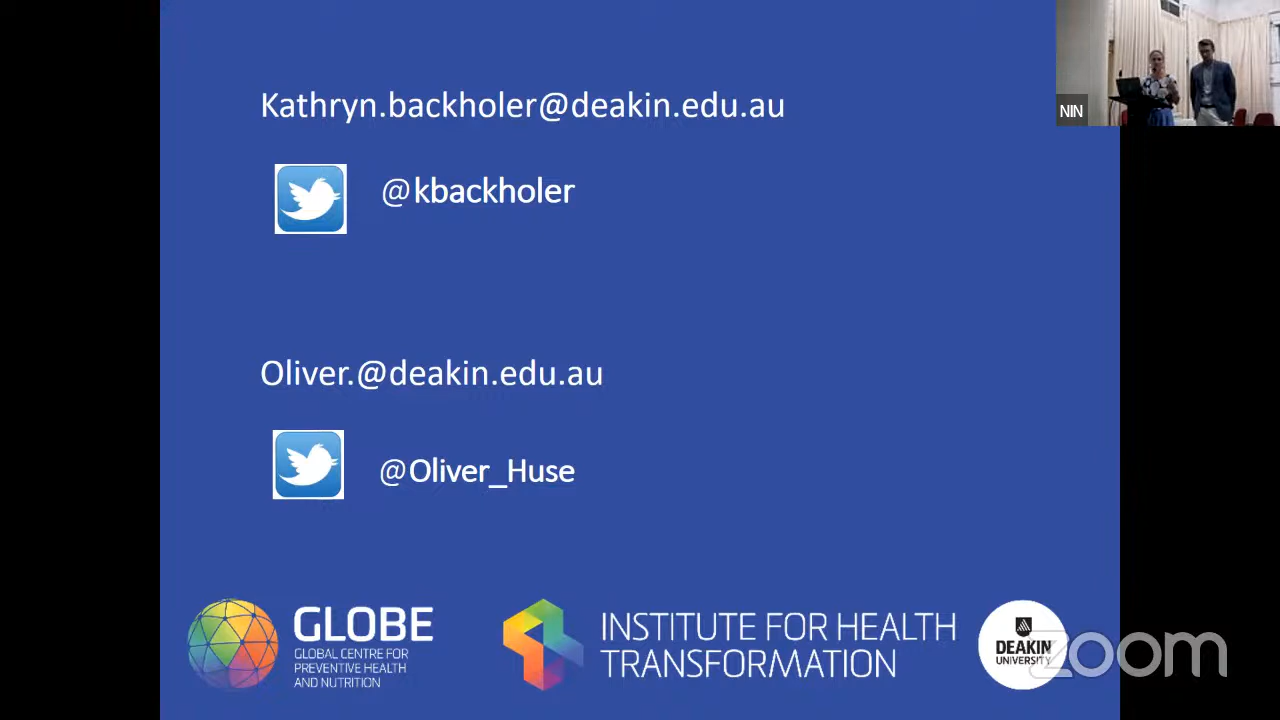 Kathryn.backholer@deakin.edu.au
NIN
@kbackholer
Oliver.@deakin.edu.au
@Oliver_Huse
GLOBE
GLOBAL CENTRE FOR
PREVENTIVE HEALTH
AND NUTRITION
INSTITUTE FOR HEALTH
TRANSFORMATION
DEAKIN
UNIVERSITY
zoom